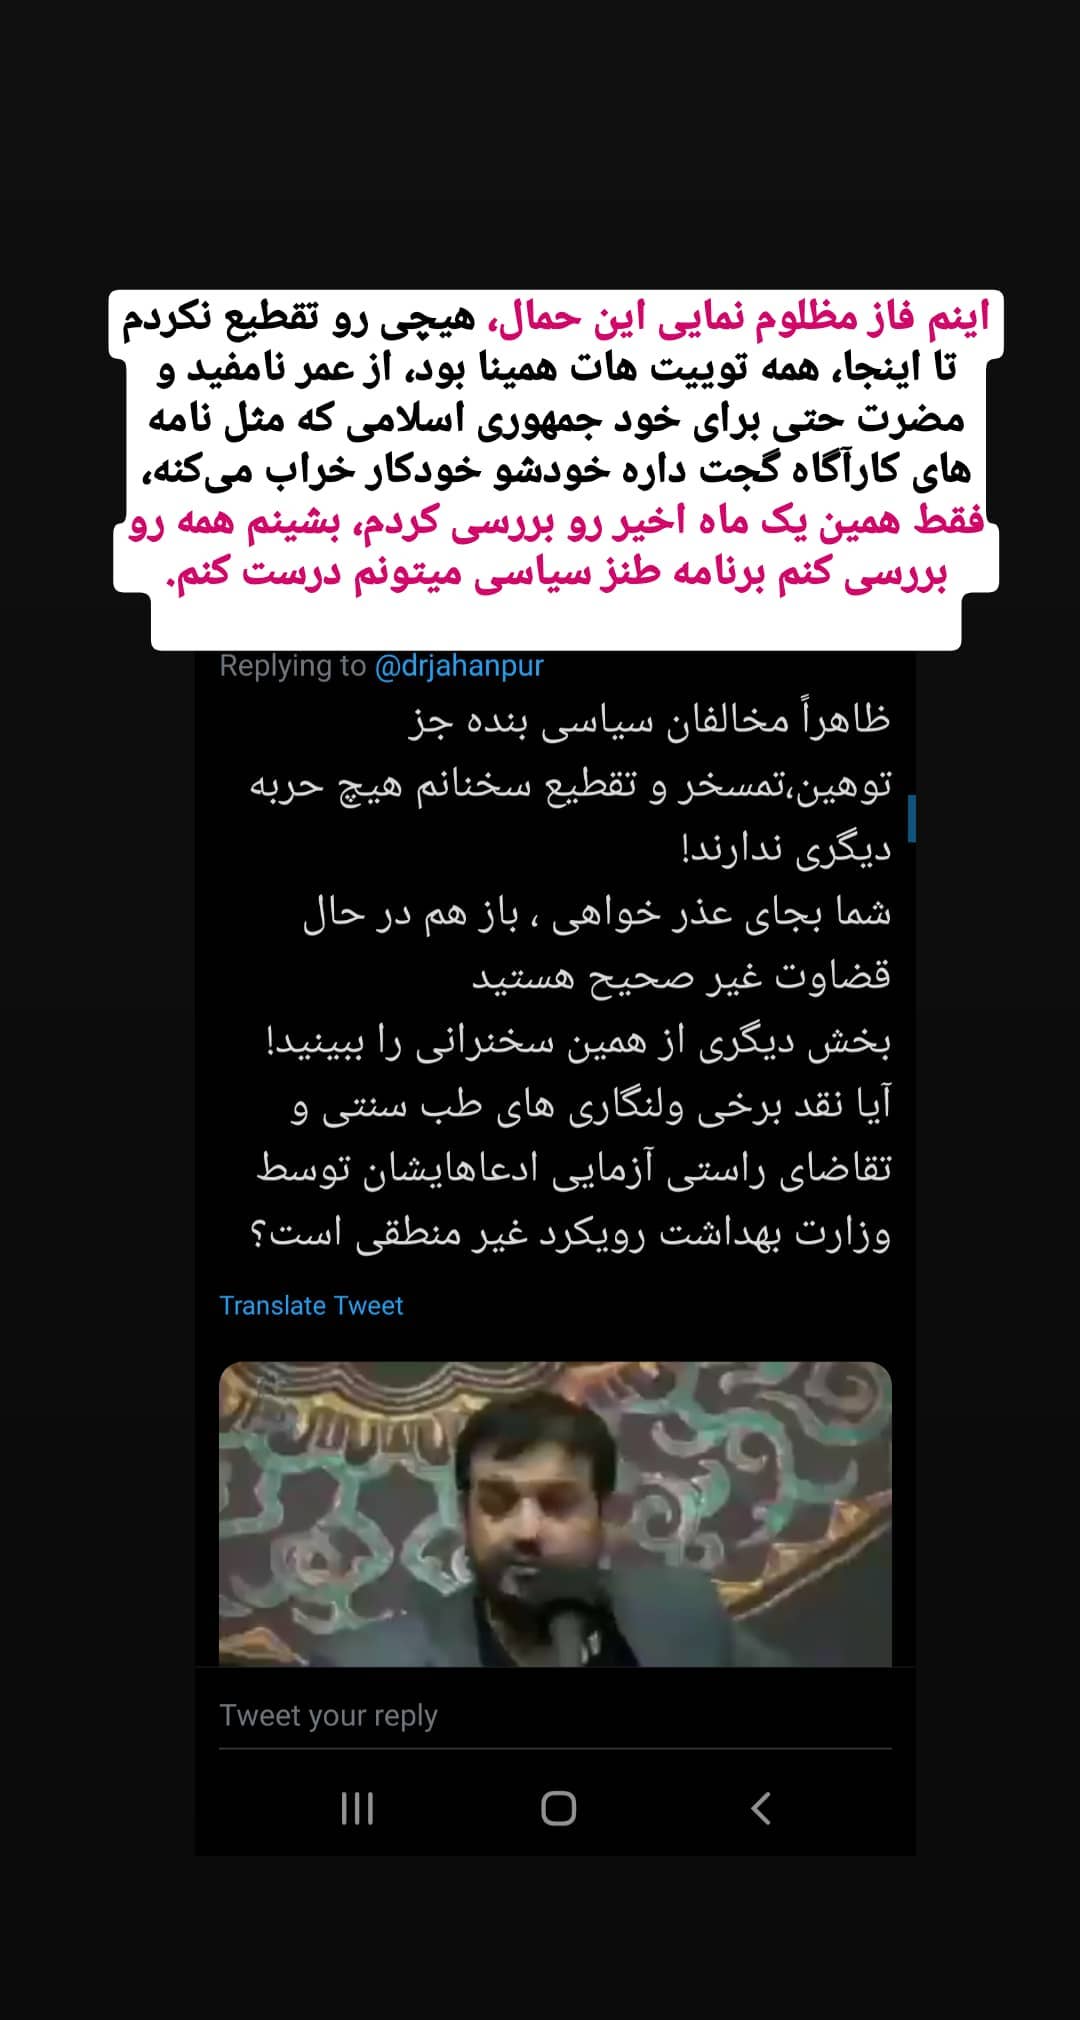 اینم فاز مظلوم نمایی این حمال، هیچی رو تقطیع نکردم
تا اینجا، همه توییت هات همینا بود، از عمر نامفید و
مضرت حتی برای خود جمهوری اسلامی که مثل نامه
های کارآگاه گجت داره خودشو خودکار خراب می‌کنه،
فقط همین یک ماه اخیر رو بررسی کردم، بشینم همه رو
بررسی کنم برنامه طنز سیاسی میتونم درست کنم.
Replying to @drjahanpur
ظاهراً مخالفان سیاسی بنده جز
توهین،تمسخر و تقطیع سخنانم هیچ حربه
دیگری ندارند!
شما بجای عذر خواهی ، باز هم در حال
قضاوت غیر صحیح هستید
بخش دیگری از همین سخنرانی را ببینید!
آیا نقد برخی ولنگاری های طب سنتی و
تقاضای راستی آزمایی ادعاهایشان توسط
وزارت بهداشت رویکرد غیر منطقی است؟
Translate Tweet
Tweet your reply